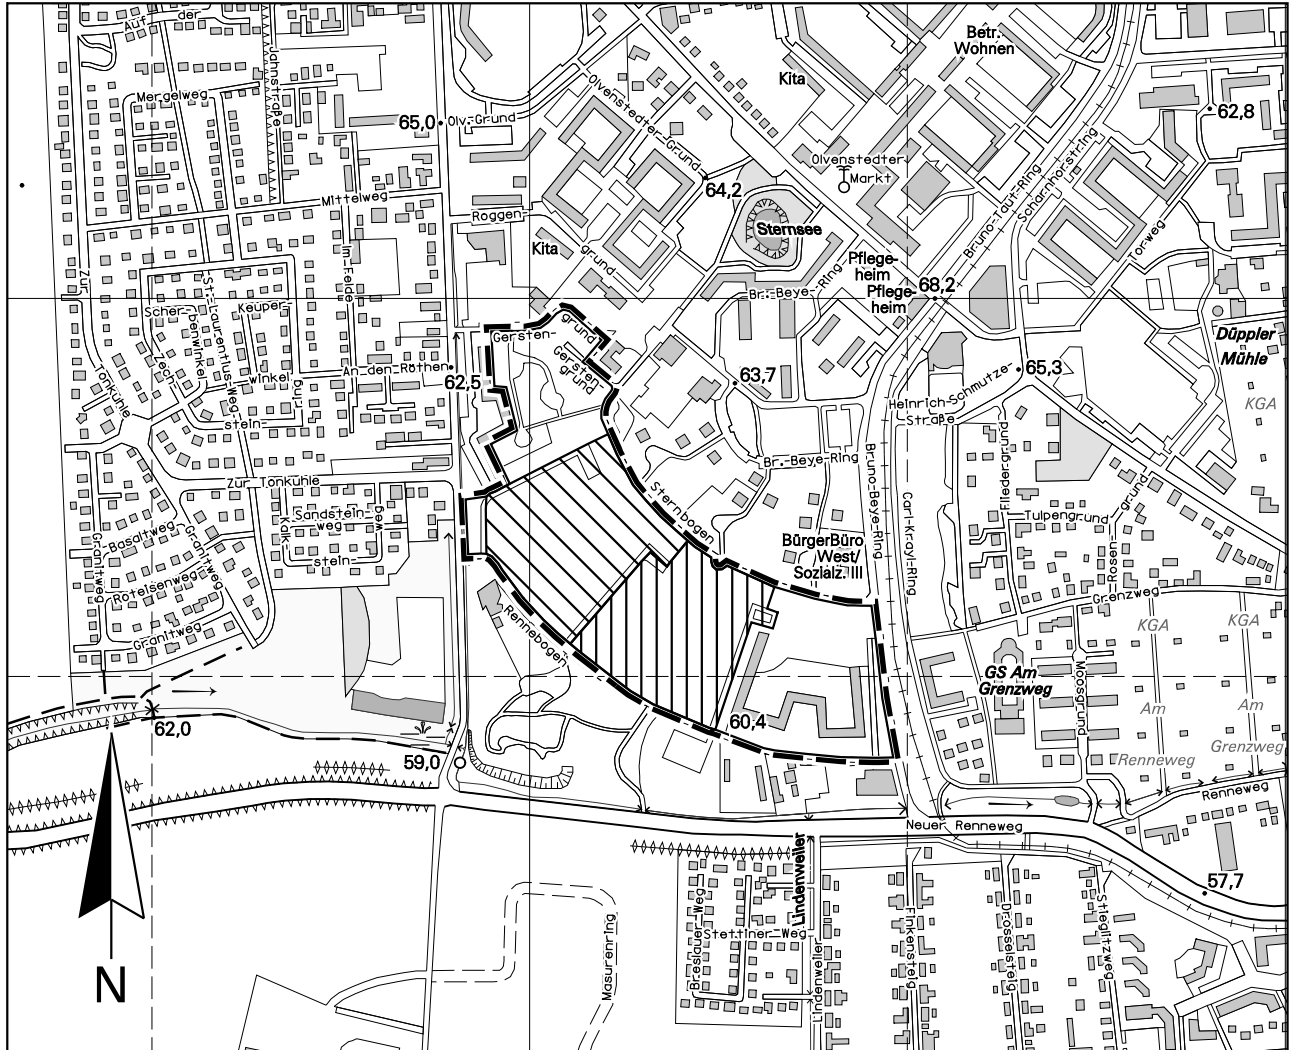 Auf der
Jahnstraße
Mergelweg
65,0
Olv.-Grund
Olvenstedter-Grund
Kita
Betr.
Wohnen
62,8
Olvenstedter
Markt
64,2
Sternsee
Mittelweg
Roggen-
grund
Kita
Im-Felde
Bruno-Taut-Ring
Scharnhorstring
Torweg
Pflege-
heim
Pflege-
heim
68,2
Br.-Beye-Ring
Zur
Tonkühle
St.-Laurentius-Weg
Scher-
benwinkel
Keuper-
ring
Zech-
stein-
winkel
An-den-Röthen
62,5
Gersten-
grund
Gersten-
grund
63,7
65,3
Heinrich-Schmutzer-
Straße
Düppler
Mühle
KGA
Br.-Beye-Ring
Bruno-Beye-Ring
Carl-Krayl-Ring
Fliedergrund
Tulpengrund
Rosengrund
Sternbogen
Zur Tonkühle
Sandstein-
weg
Kalk-
stein-
weg
Basaltweg
Granitweg
Granitweg
Rotelsenweg
Granitweg
BürgerBüro
West/
Sozialz. III
Grenzweg
KGA
Am
Renneweg
KGA
Am
Grenzweg
GS Am
Grenzweg
Moosgrund
Rennebogen
60,4
62,0
59,0
Renneweg
Neuer Renneweg
57,7
Lindenweiler
Lindenweiler
Breslauer-Weg
Stettiner-Weg
Masurenring
Finkensteig
Drosselsteig
Stieglitzweg
N